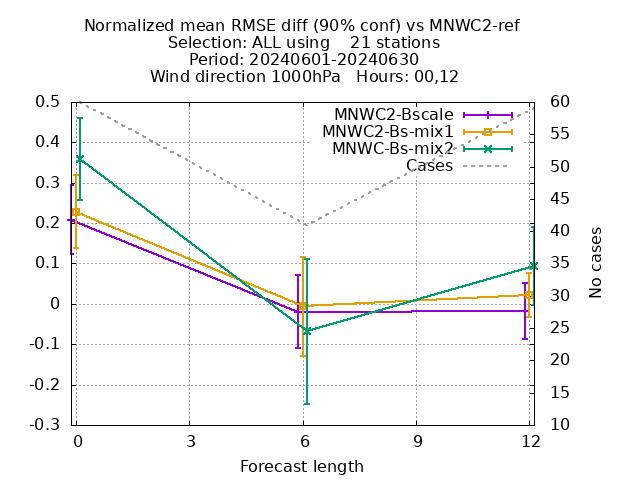 Normalized mean RMSE diff (90% conf) vs MNWC2-ref
Selection: ALL using    21 stations
Period: 20240601-20240630
Wind direction 1000hPa   Hours: 00,12
MNWC2-Bscale
MNWC2-Bs-mix1
MNWC-Bs-mix2
Cases
0.5
0.4
0.3
0.2
0.1
0
-0.1
-0.2
-0.3
60
55
50
45
40
35
30
25
20
15
10
No cases
0 3 6 9 12
Forecast length